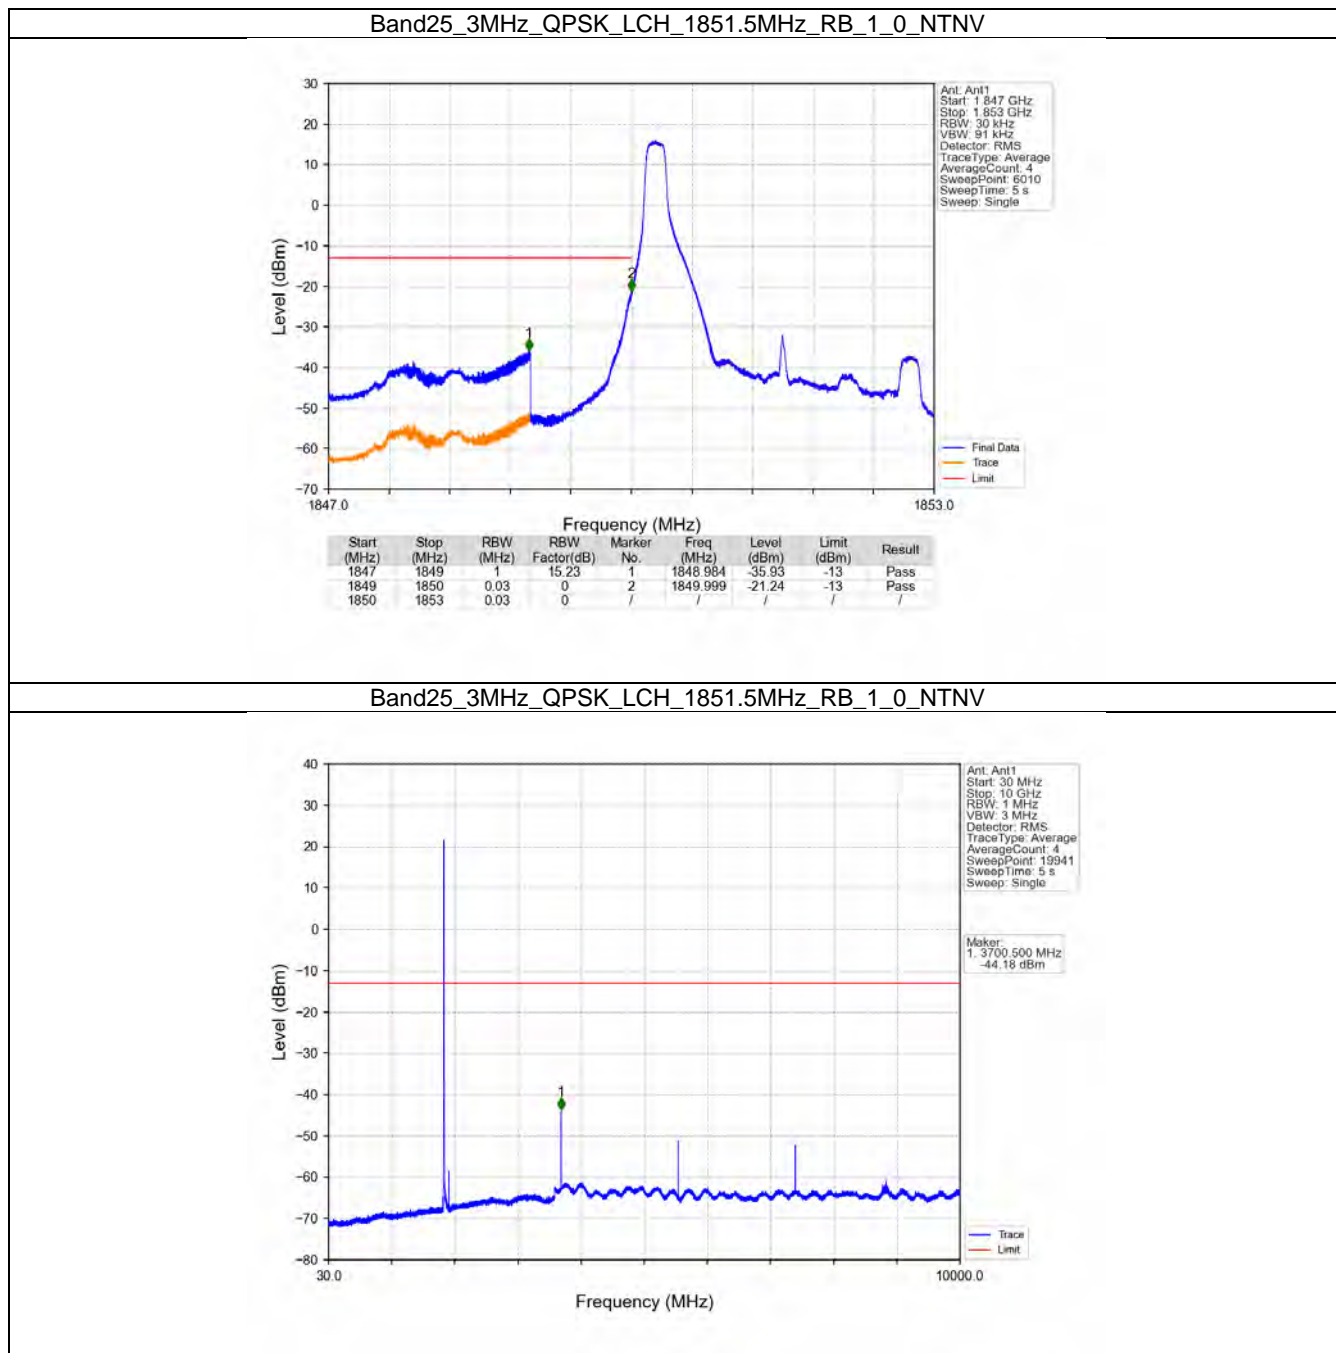 Band25_3MHz_QPSK_LCH_1851.5MHz_RB_1_0_NTNV
30
20
10
0
−10
−20
−30
−40
−50
−60
−70
Level (dBm)
1
2
1847.0
1853.0
Frequency (MHz)
Ant: Ant1
Start: 1.847 GHz
Stop: 1.853 GHz
RBW: 30 kHz
VBW: 91 kHz
Detector: RMS
TraceType: Average
AverageCount: 4
SweepPoint: 6010
SweepTime: 5 s
Sweep: Single
Final Data
Trace
Limit
Start (MHz) Stop (MHz) RBW (MHz) RBW Factor(dB) Marker No. Freq (MHz) Level (dBm) Limit (dBm) Result
1847 1849 1 15.23 1 1848.984 -35.93 -13 Pass
1849 1850 0.03 0 2 1849.999 -21.24 -13 Pass
1850 1853 0.03 0 / / / / /
Band25_3MHz_QPSK_LCH_1851.5MHz_RB_1_0_NTNV
40
30
20
10
0
−10
−20
−30
−40
−50
−60
−70
−80
Level (dBm)
1
30.0
10000.0
Frequency (MHz)
Ant: Ant1
Start: 30 MHz
Stop: 10 GHz
RBW: 1 MHz
VBW: 3 MHz
Detector: RMS
TraceType: Average
AverageCount: 4
SweepPoint: 19941
SweepTime: 5 s
Sweep: Single
Maker:
1. 3700.500 MHz
-44.18 dBm
Trace
Limit